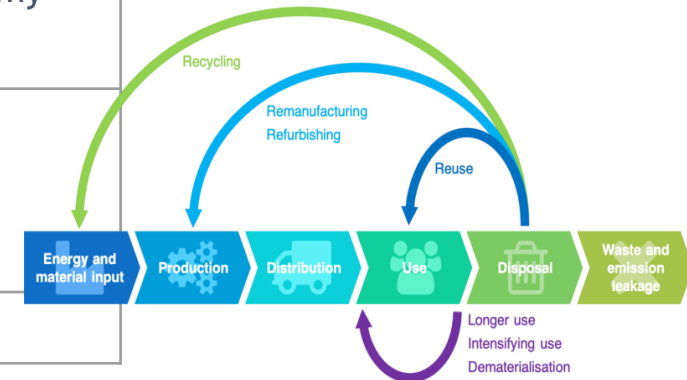 Recycling
Remanufacturing
Refurbishing
Reuse
Energy and
material input
Production
Distribution
Use
Disposal
Waste and
emission
leakage
Longer use
Intensifying use
Dematerialisation